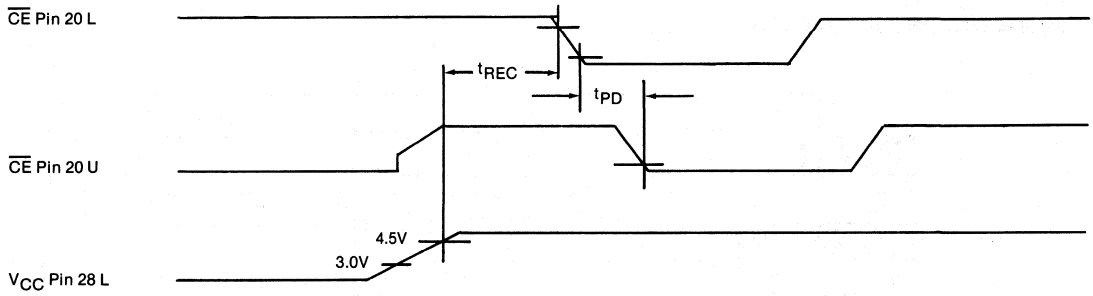 CE Pin 20 L
tREC
tPD
CE Pin 20 U
4.5V
3.0V
VCC Pin 28 L